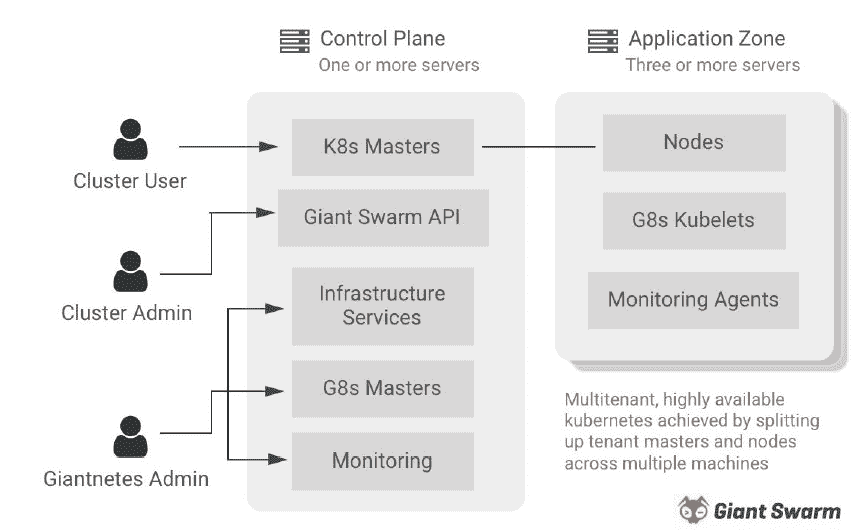 Control Plane
One or more servers
Application Zone
Three or more servers
Cluster User
Cluster Admin
Giantnetes Admin
K8s Masters
Giant Swarm API
Infrastructure
Services
G8s Masters
Monitoring
Nodes
G8s Kubelets
Monitoring Agents
Multitenant, highly available
kubernetes achieved by splitting
up tenant masters and nodes
across multiple machines
Giant Swarm